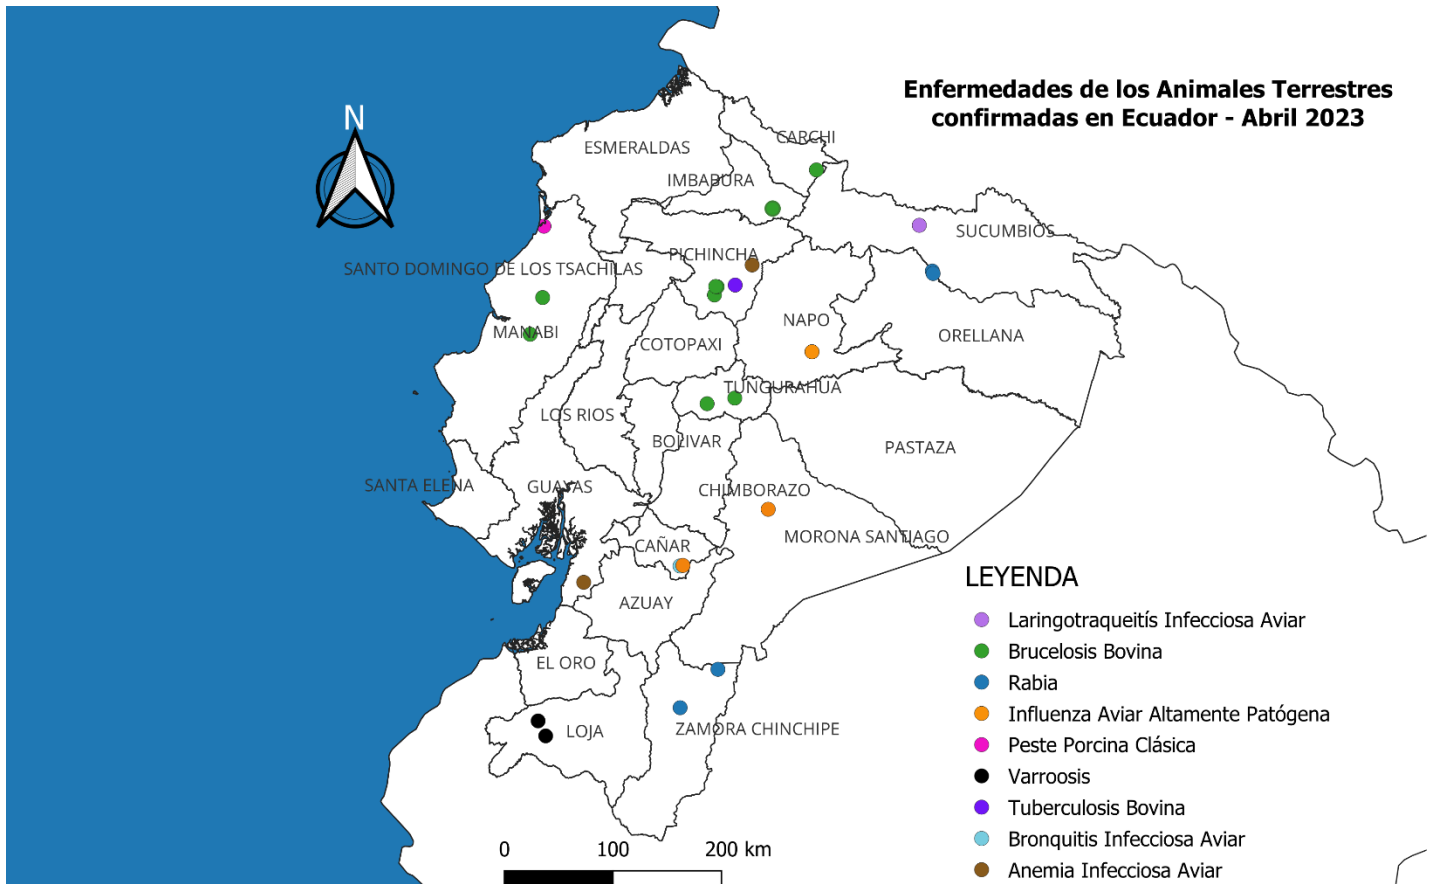 Enfermedades de los Animales Terrestres
confirmadas en Ecuador - Abril 2023
N
CARCHI
ESMERALDAS
IMBABURA
SUCUMBIOS
PICHINCHA
SANTO DOMINGO DE LOS TSACHILAS
NAPO
MANABI
ORELLANA
COTOPAXI
TUNGURAHUA
LOS RIOS
BOLIVAR
PASTAZA
SANTA ELENA
GUAYAS
CHIMBORAZO
MORONA SANTIAGO
CAÑAR
AZUAY
EL ORO
LOJA
ZAMORA CHINCHIPE
LEYENDA
Laringotraqueitís Infecciosa Aviar
Brucelosis Bovina
Rabia
Influenza Aviar Altamente Patógena
Peste Porcina Clásica
Varroosis
Tuberculosis Bovina
Bronquitis Infecciosa Aviar
Anemia Infecciosa Aviar
0 100 200 km